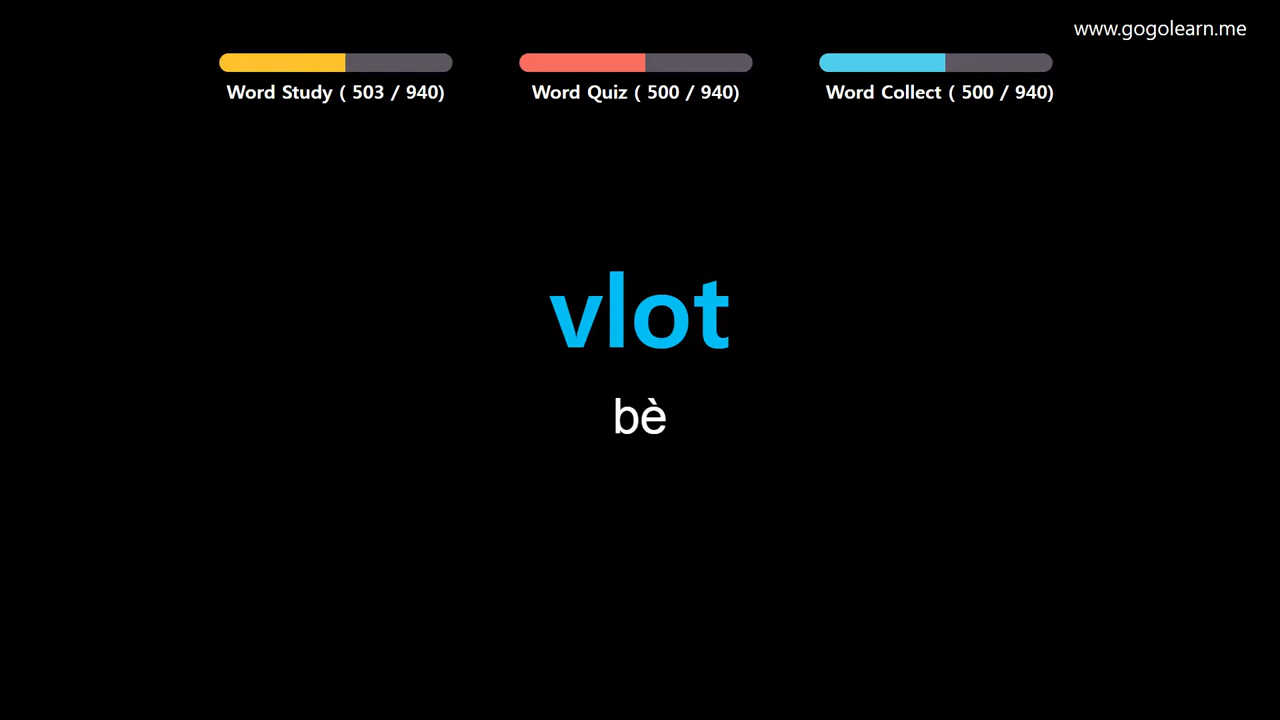 www.gogolearn.me
Word Study ( 503 / 940)
Word Quiz ( 500 / 940)
Word Collect ( 500 / 940)
vlot
bè